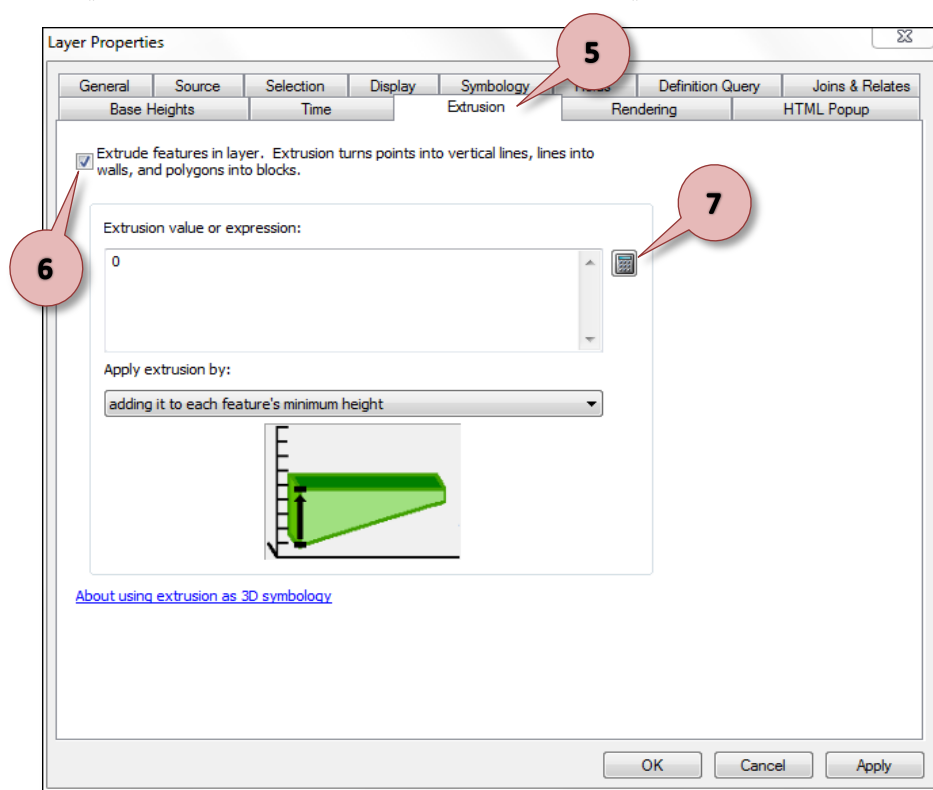 Layer Properties
5
General Source Selection Display Symbology Definition Query Joins & Relates
Base Heights Time Extrusion Rendering HTML Popup
Extrude features in layer. Extrusion turns points into vertical lines, lines into
walls, and polygons into blocks.
7
Extrusion value or expression:
6
0
Apply extrusion by:
adding it to each feature's minimum height
About using extrusion as 3D symbology
OK Cancel Apply